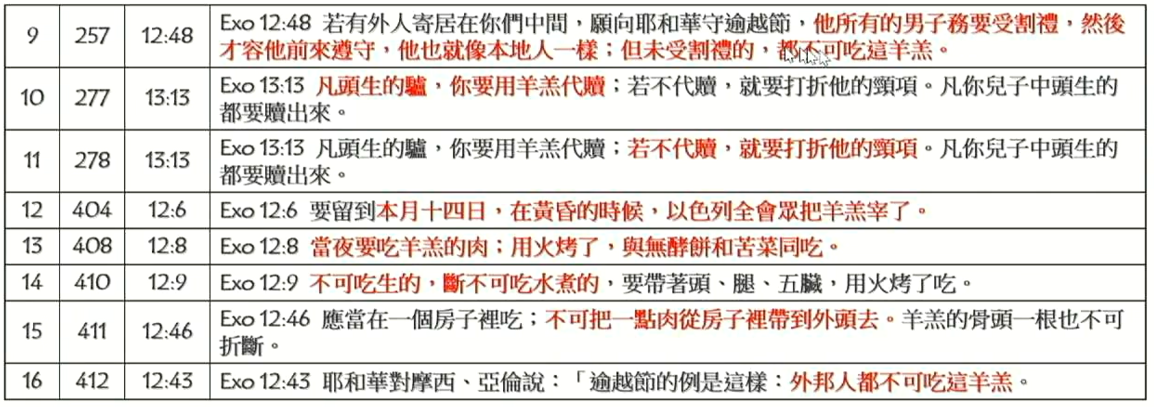 9 257 12:48 Exo 12:48 若有外人寄居在你們中間，願向耶和華守逾越節，他所有的男子務要受割禮，然後
才容他前來遵守，他也就像本地人一樣；但未受割禮的，都不可吃這羊羔。
10 277 13:13 Exo 13:13 凡頭生的驢，你要用羊羔代贖；若不代贖，就要打折他的頸項。凡你兒子中頭生的
都要贖出來。
11 278 13:13 Exo 13:13 凡頭生的驢，你要用羊羔代贖；若不代贖，就要打折他的頸項。凡你兒子中頭生的
都要贖出來。
12 404 12:6 Exo 12:6 要留到本月十四日，在黃昏的時候，以色列全會眾把羊羔宰了。
13 408 12:8 Exo 12:8 當夜要吃羊羔的肉；用火烤了，與無酵餅和苦菜同吃。
14 410 12:9 Exo 12:9 不可吃生的，斷不可吃水煮的，要帶著頭、腿、五臟，用火烤了吃。
15 411 12:46 Exo 12:46 應當在一個房子裡吃；不可把一點肉從房子裡帶到外頭去。羊羔的骨頭一根也不可
折斷。
16 412 12:43 Exo 12:43 耶和華對摩西、亞倫說：「逾越節的例是這樣：外邦人都不可吃這羊羔。